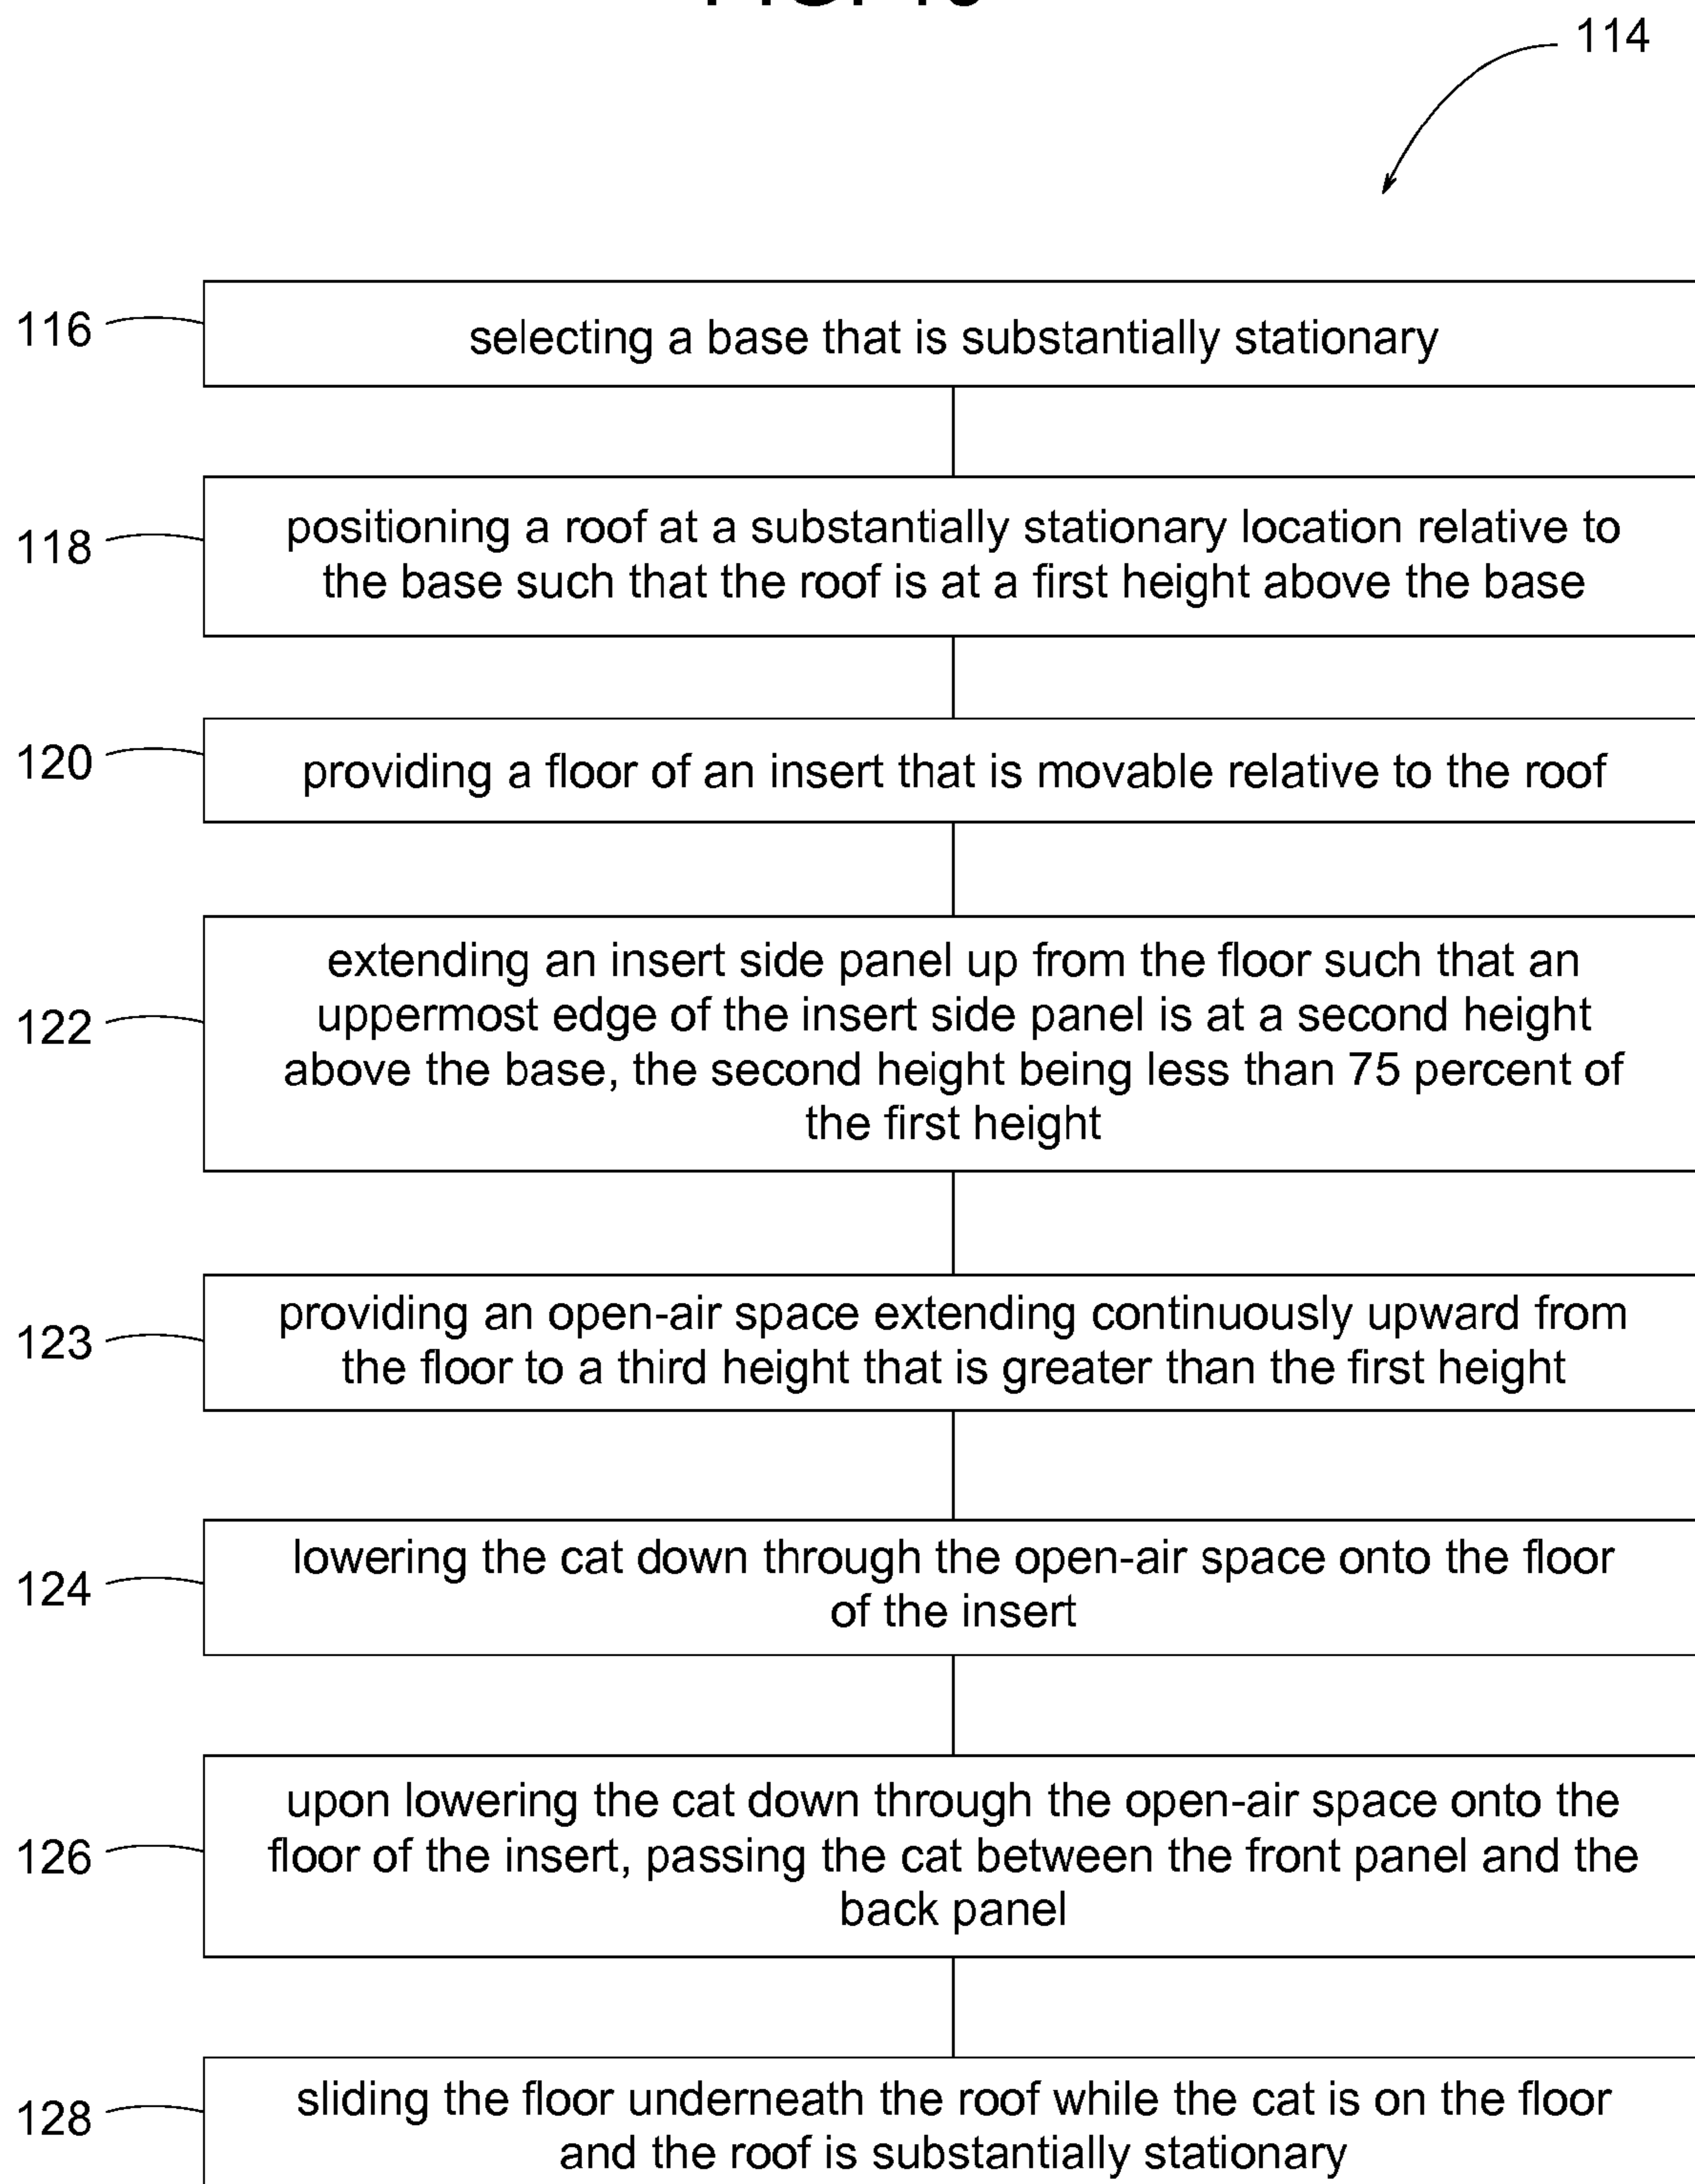 114
116
selecting a base that is substantially stationary
118
positioning a roof at a substantially stationary location relative to
the base such that the roof is at a first height above the base
120
providing a floor of an insert that is movable relative to the roof
122
extending an insert side panel up from the floor such that an
uppermost edge of the insert side panel is at a second height
above the base, the second height being less than 75 percent of
the first height
123
providing an open-air space extending continuously upward from
the floor to a third height that is greater than the first height
124
lowering the cat down through the open-air space onto the floor
of the insert
126
upon lowering the cat down through the open-air space onto the
floor of the insert, passing the cat between the front panel and the
back panel
128
sliding the floor underneath the roof while the cat is on the floor
and the roof is substantially stationary